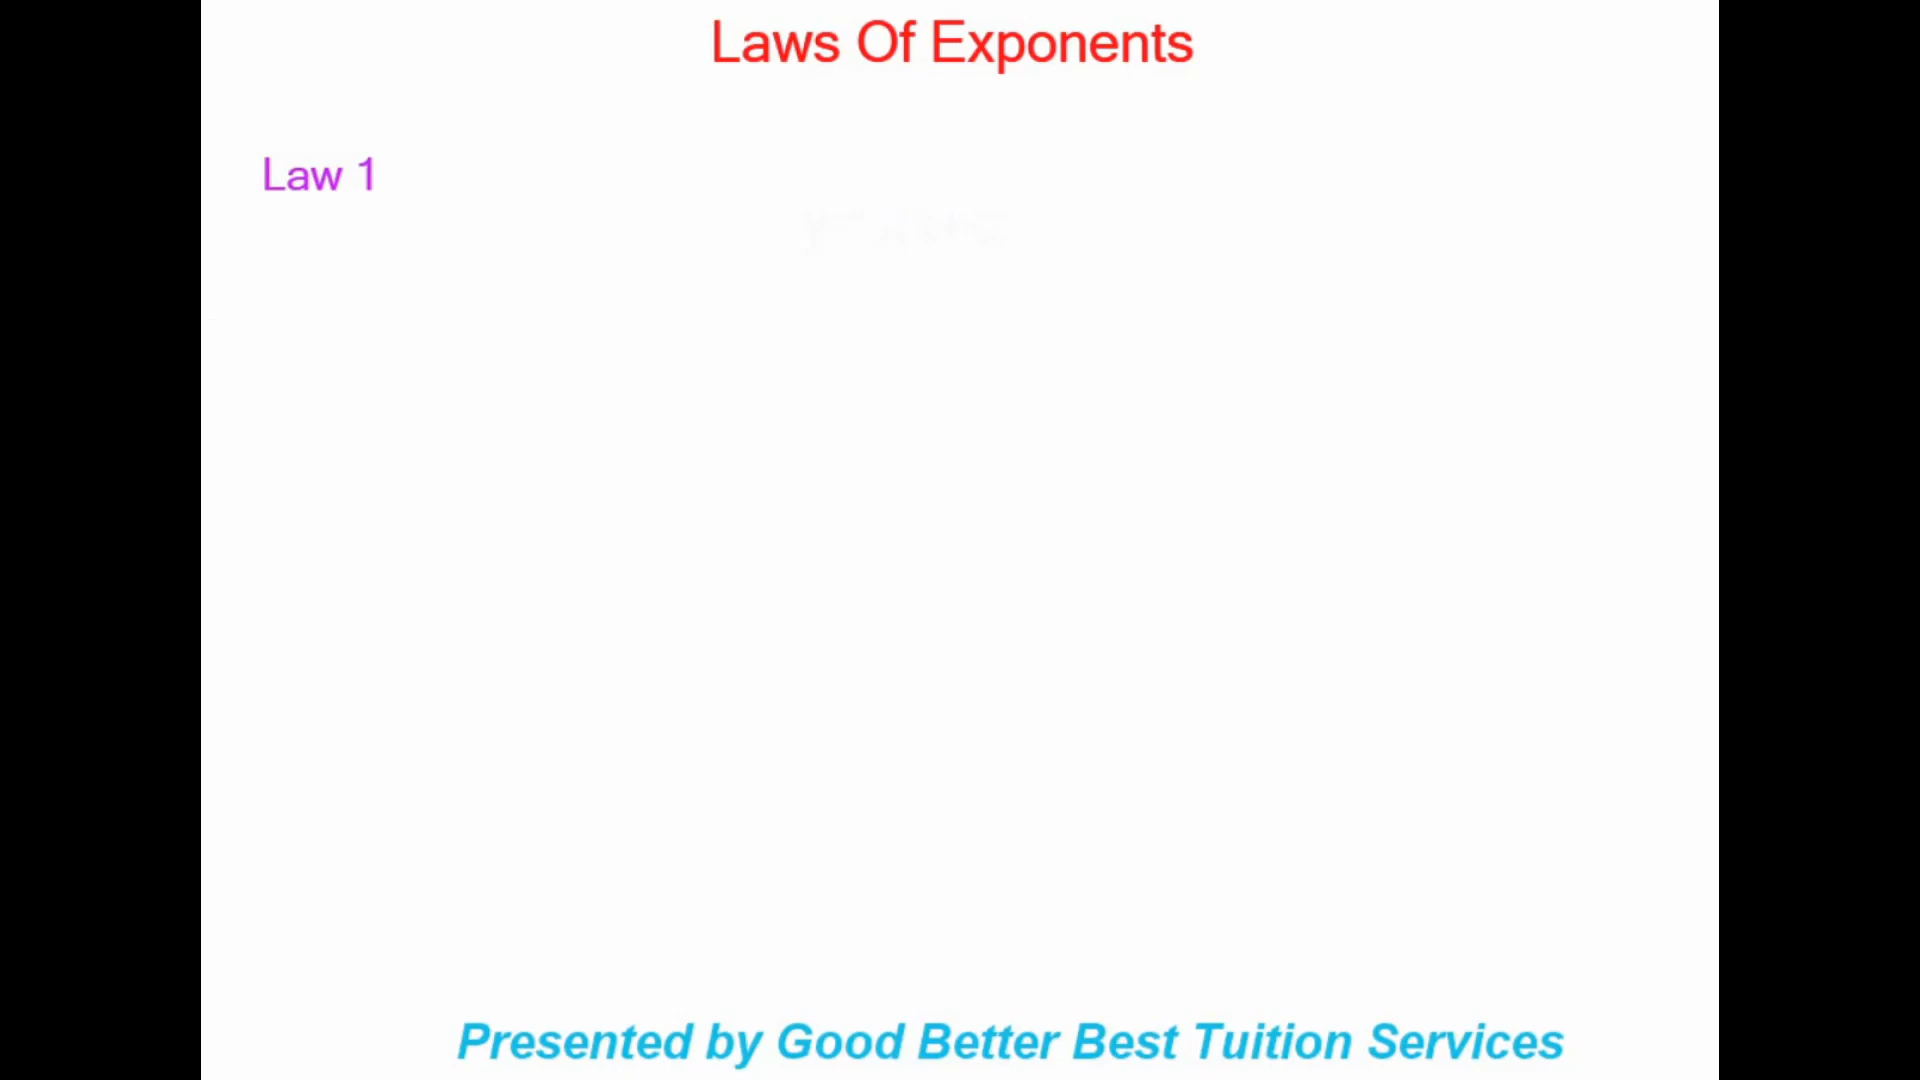 Laws Of Exponents
Law 1
Presented by Good Better Best Tuition Services